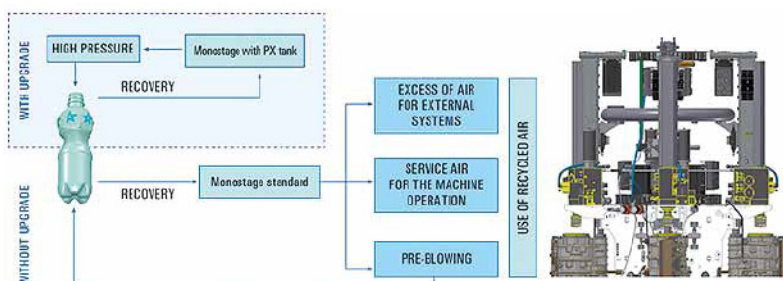 WITH UPGRADE
HIGH PRESSURE
Monostage with PX tank
RECOVERY
WITHOUT UPGRADE
RECOVERY
Monostage standard
EXCESS OF AIR
FOR EXTERNAL
SYSTEMS
SERVICE AIR
FOR THE MACHINE
OPERATION
PRE-BLOWING
USE OF RECYCLED AIR